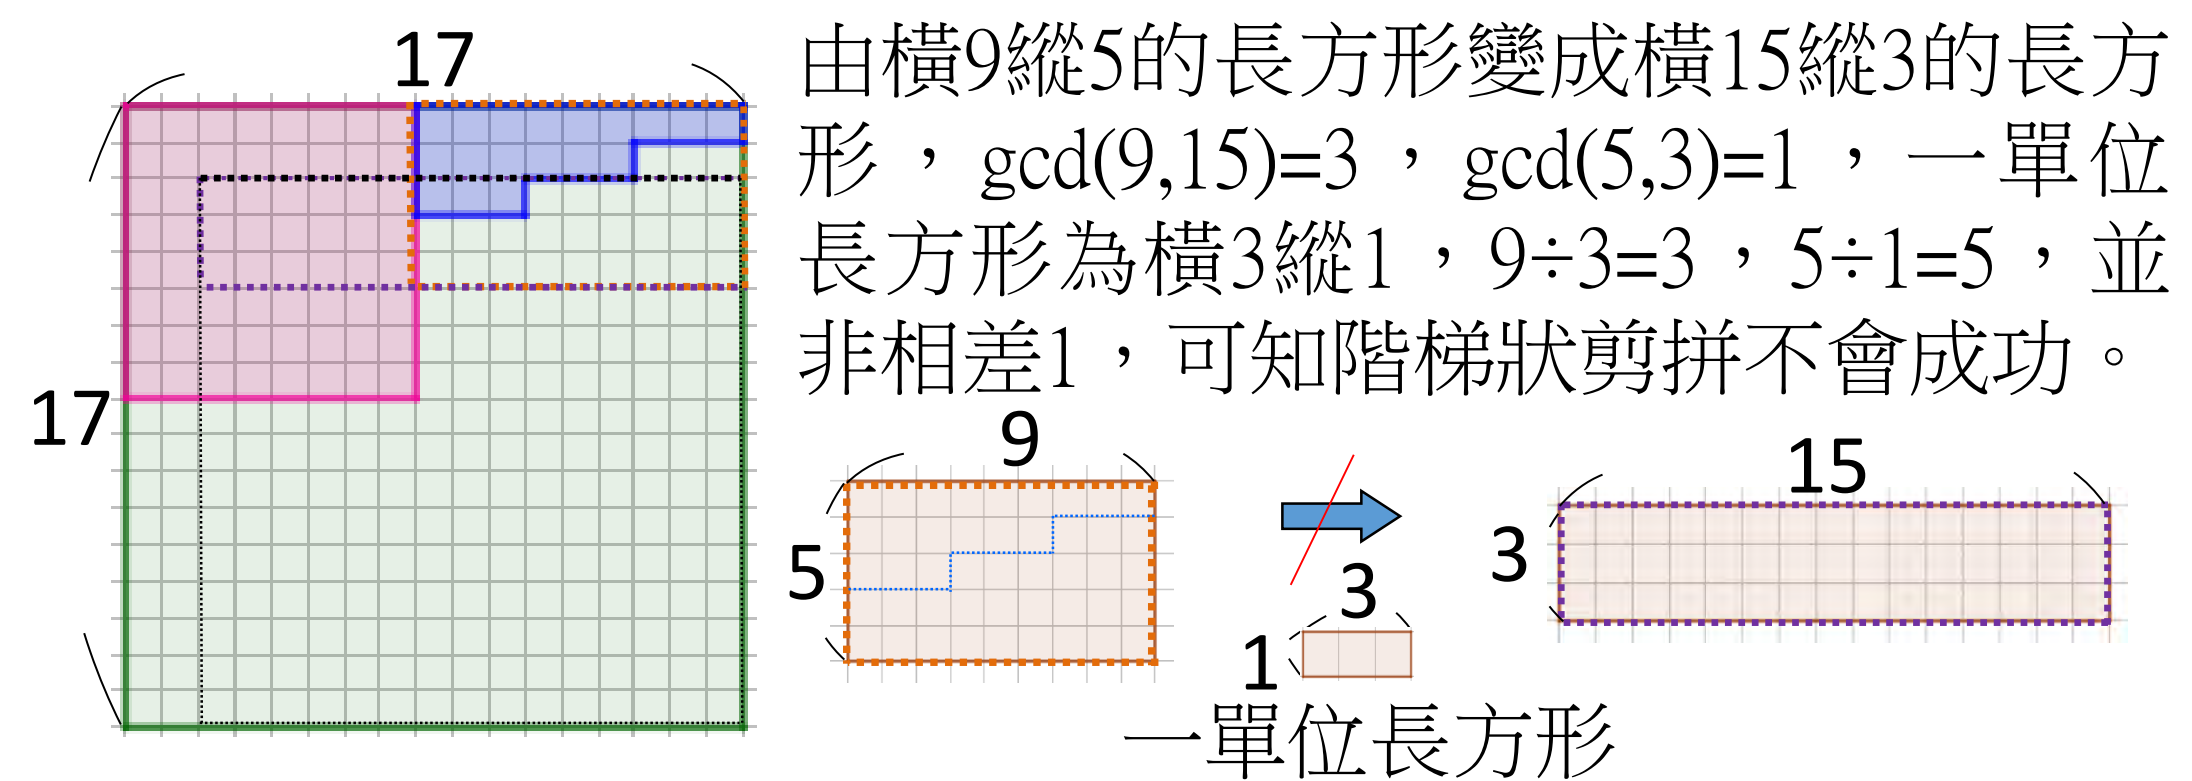 17
17
由橫9縱5的長方形變成橫15縱3的長方
形，gcd(9,15)=3，gcd(5,3)=1，一單位
長方形為橫3縱1，9÷3=3，5÷1=5，並
非相差1，可知階梯狀剪拼不會成功。
9
5
3
1
15
3
一單位長方形